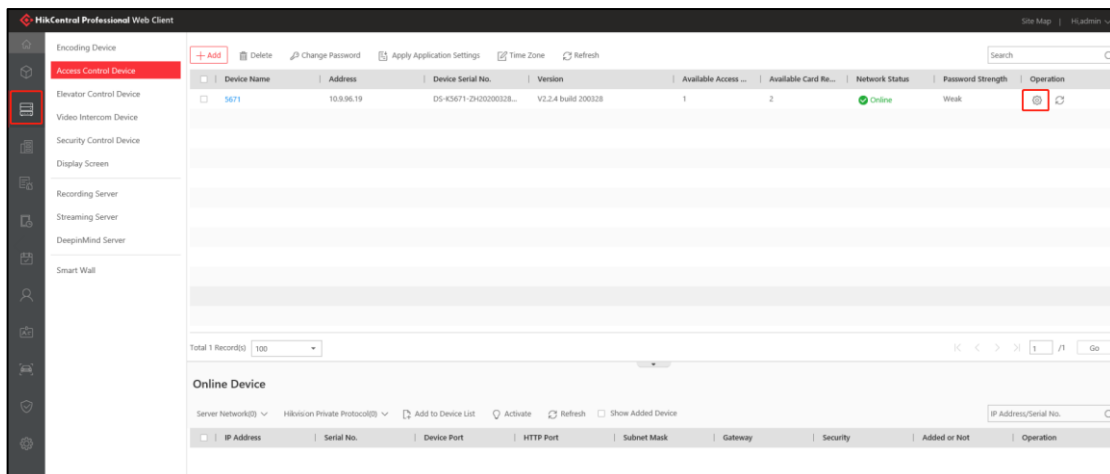 HikCentral Professional Web Client
Site Map | Hi,admin
Encoding Device
Access Control Device
Elevator Control Device
Video Intercom Device
Security Control Device
Display Screen
Recording Server
Streaming Server
DeepinMind Server
Smart Wall
+ Add Delete Change Password Apply Application Settings Time Zone Refresh Search
Device Name Address Device Serial No. Version Available Access ... Available Card Re... Network Status Password Strength Operation
5671 10.9.96.19 DS-K5671-ZH20200328... V2.2.4 build 200328 1 2 Online Weak
Total 1 Record(s) 100 1 /1 Go
Online Device
Server Network(0) Hikvision Private Protocol(0) Add to Device List Activate Refresh Show Added Device IP Address/Serial No.
IP Address Serial No. Device Port HTTP Port Subnet Mask Gateway Security Added or Not Operation